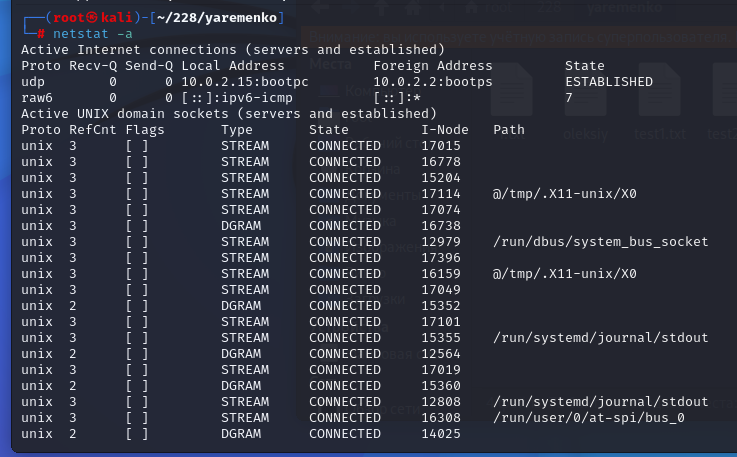 ┌──(root㉿kali)-[~/228/yaremenko]
└─# netstat -a
Active Internet connections (servers and established)
Proto Recv-Q Send-Q Local Address           Foreign Address         State
udp        0      0 10.0.2.15:bootpc        10.0.2.2:bootps         ESTABLISHED
raw6       0      0 [::]:ipv6-icmp          [::]:*                  7
Active UNIX domain sockets (servers and established)
Proto RefCnt Flags       Type       State         I-Node   Path
unix  3      [ ]         STREAM     CONNECTED     17015
unix  3      [ ]         STREAM     CONNECTED     16778
unix  3      [ ]         STREAM     CONNECTED     15204
unix  3      [ ]         STREAM     CONNECTED     17114    @/tmp/.X11-unix/X0
unix  3      [ ]         STREAM     CONNECTED     17074
unix  3      [ ]         DGRAM      CONNECTED     16738
unix  3      [ ]         STREAM     CONNECTED     12979    /run/dbus/system_bus_socket
unix  3      [ ]         STREAM     CONNECTED     17396
unix  3      [ ]         STREAM     CONNECTED     16159    @/tmp/.X11-unix/X0
unix  3      [ ]         STREAM     CONNECTED     17049
unix  2      [ ]         DGRAM      CONNECTED     15352
unix  3      [ ]         STREAM     CONNECTED     17101
unix  3      [ ]         STREAM     CONNECTED     15355    /run/systemd/journal/stdout
unix  2      [ ]         DGRAM      CONNECTED     12564
unix  3      [ ]         STREAM     CONNECTED     17019
unix  2      [ ]         DGRAM      CONNECTED     15360
unix  3      [ ]         STREAM     CONNECTED     12808    /run/systemd/journal/stdout
unix  3      [ ]         STREAM     CONNECTED     16308    /run/user/0/at-spi/bus_0
unix  2      [ ]         DGRAM      CONNECTED     14025